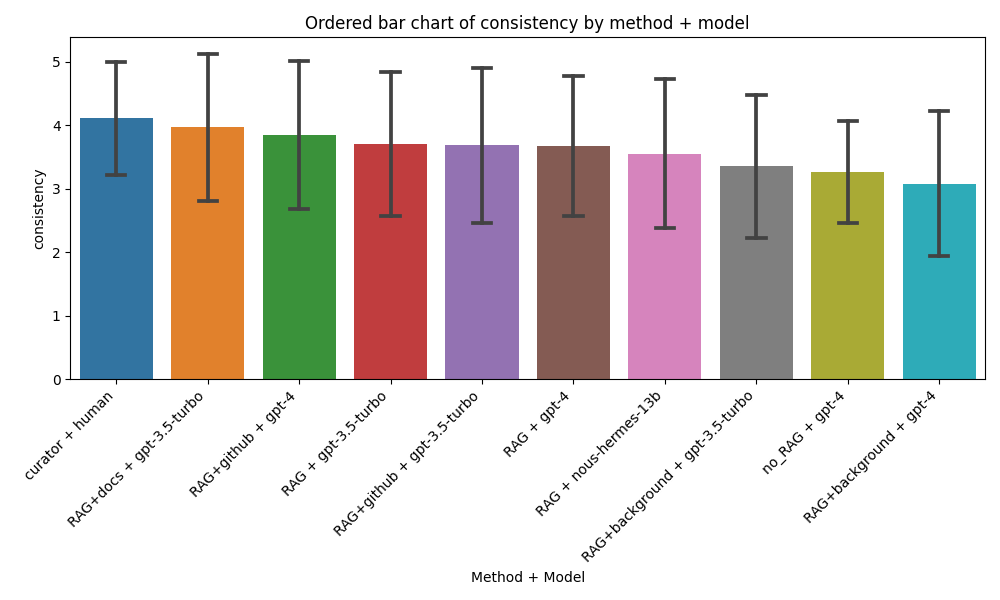 Ordered bar chart of consistency by method + model
consistency
5
4
3
2
1
0
curator + human
RAG+docs + gpt-3.5-turbo
RAG+github + gpt-4
RAG + gpt-3.5-turbo
RAG+github + gpt-3.5-turbo
RAG + gpt-4
RAG + nous-hermes-13b
RAG+background + gpt-3.5-turbo
no_RAG + gpt-4
RAG+background + gpt-4
Method + Model